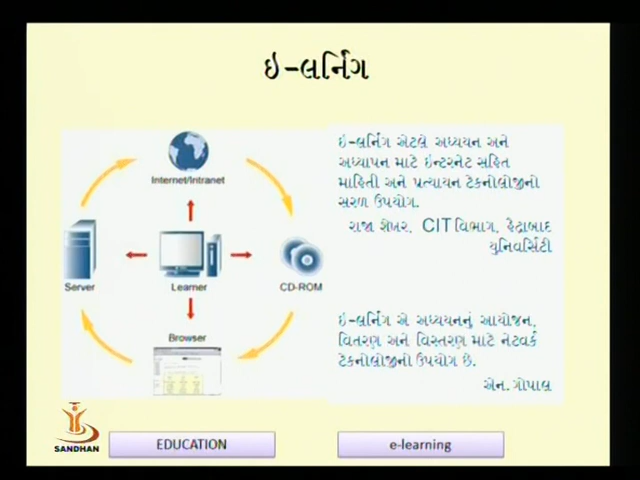 ઇ-લર્નિંગ
Internet/Intranet
Server
Learner
CD-ROM
Browser
ઇ-લર્નિંગ એટલે અધ્યયન અને
અધ્યાપન માટે ઇન્ટરનેટ સહિત
માહિતી અને પ્રત્યાયન ટેકનોલોજીનો
સરળ ઉપયોગ.
રાજા શેખર, CIT વિભાગ, હૈદ્રાબાદ
યુનિવર્સિટી
ઇ-લર્નિંગ એ અધ્યયનનું આયોજન,
વિતરણ અને વિસ્તરણ માટે નેટવર્ક
ટેકનોલોજીનો ઉપયોગ છે.
એન. ગોપાલ
SANDHAN
EDUCATION
e-learning